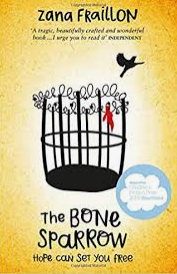 ZANA FRAILLON
'A tragic, beautifully crafted and wonderful
book... I urge you to read it' INDEPENDENT
THE BONE
SPARROW
HOPE CAN SET YOU FREE